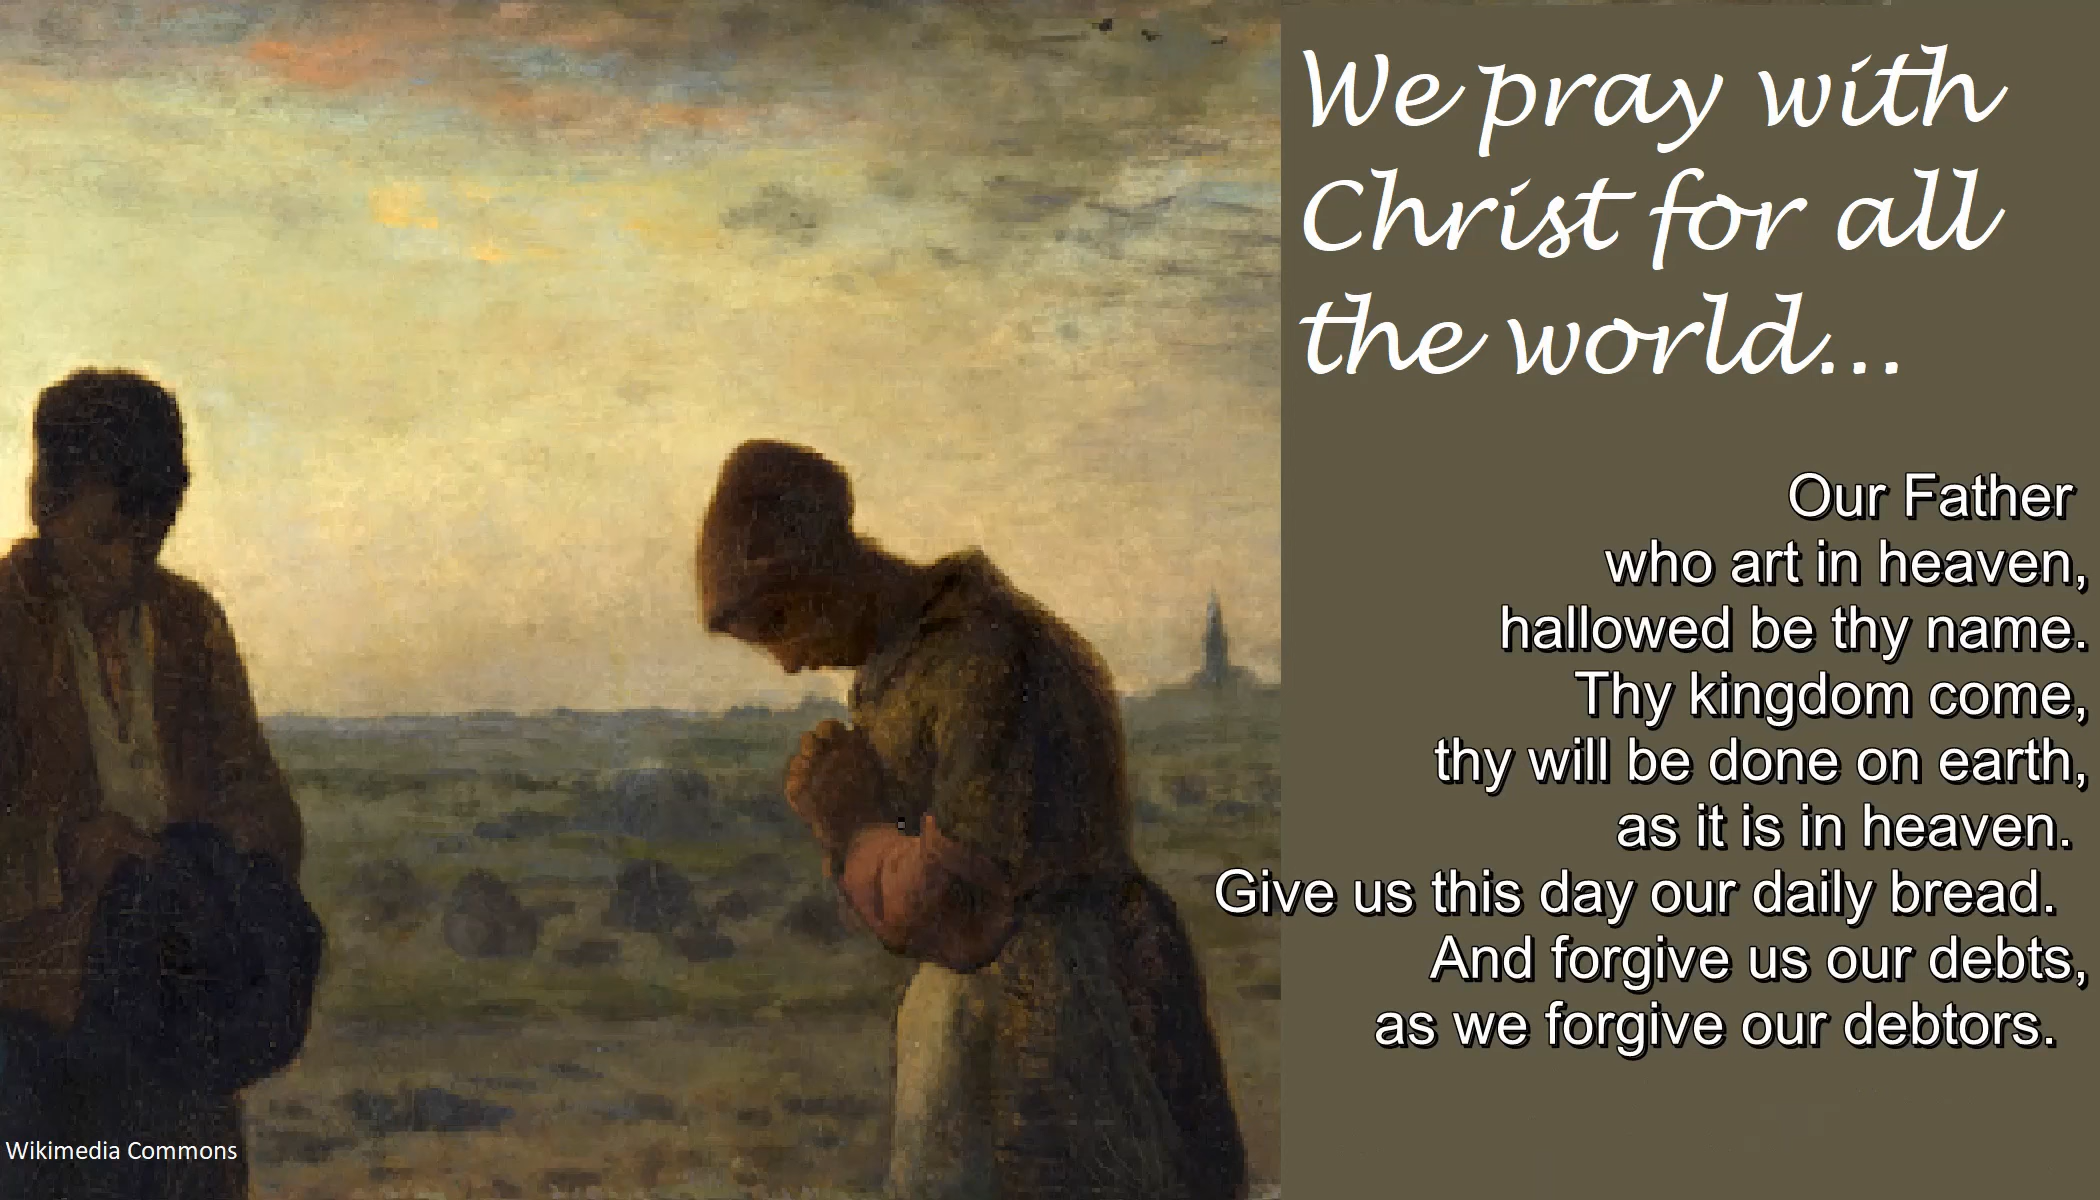 We pray with
Christ for all
the world...
Our Father
who art in heaven,
hallowed be thy name.
Thy kingdom come,
thy will be done on earth,
as it is in heaven.
Give us this day our daily bread.
And forgive us our debts,
as we forgive our debtors.
Wikimedia Commons